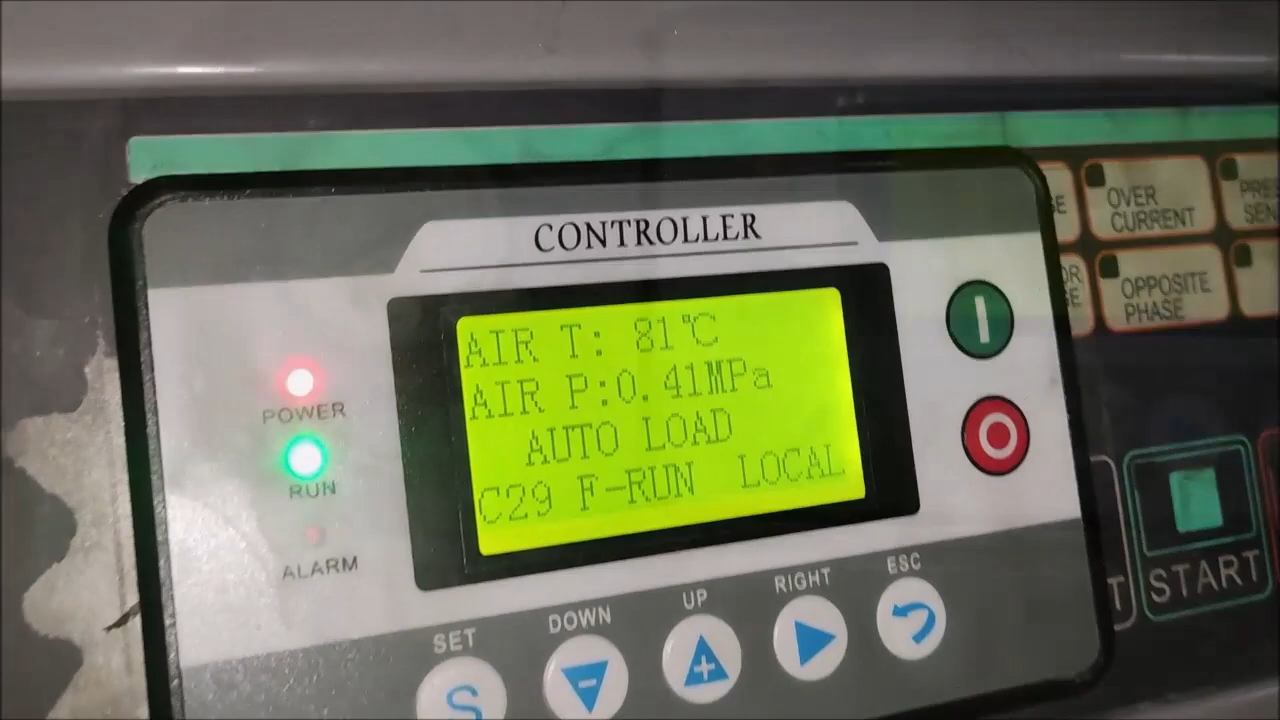 CONTROLLER
AIR T: 81℃
AIR P:0.41MPa
AUTO LOAD
C29 F-RUN LOCAL
POWER
RUN
ALARM
SET
DOWN
UP
RIGHT
ESC
S
OVER
CURRENT
OPPOSITE
PHASE
START